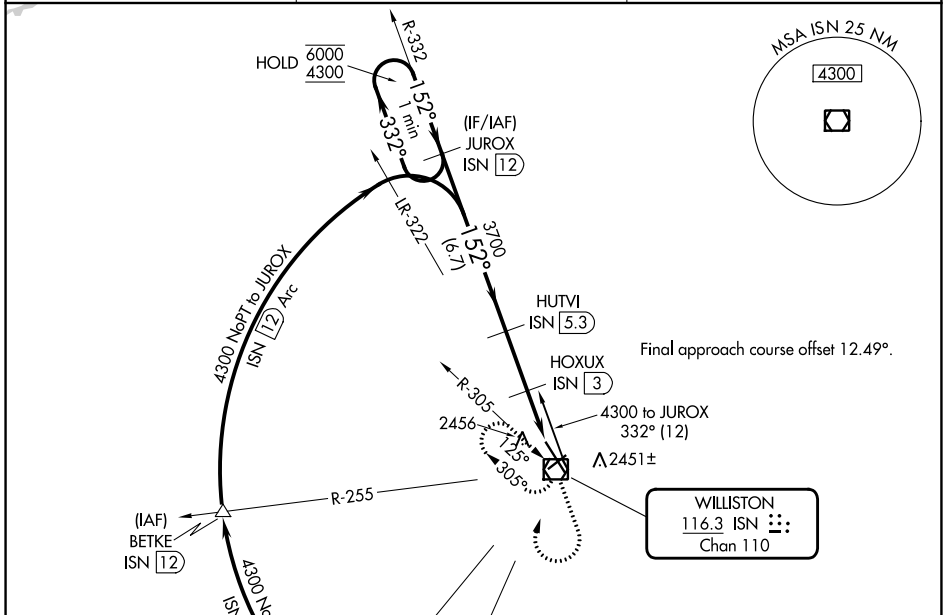 MSA ISN 25 NM
4300
R-332
HOLD 6000
4300
152°
1 min
332°
(IF/IAF)
JUROX
ISN 12
LR-322
3700
152°
(6.7)
4300 NoPT to JUROX
ISN 12 Arc
HUTVI
ISN 5.3
Final approach course offset 12.49°.
HOXUX
ISN 3
R-305
4300 to JUROX
332° (12)
2456
125°
305°
2451±
R-255
(IAF)
BETKE
ISN 12
WILLISTON
116.3 ISN
Chan 110
4300 No
ISN